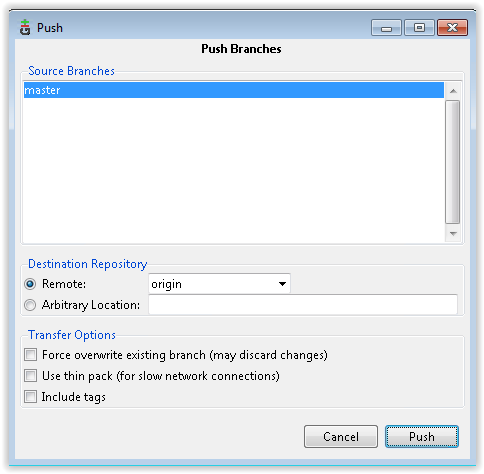 Push
Push Branches
Source Branches
master
Destination Repository
Remote: origin
Arbitrary Location:
Transfer Options
Force overwrite existing branch (may discard changes)
Use thin pack (for slow network connections)
Include tags
Cancel Push